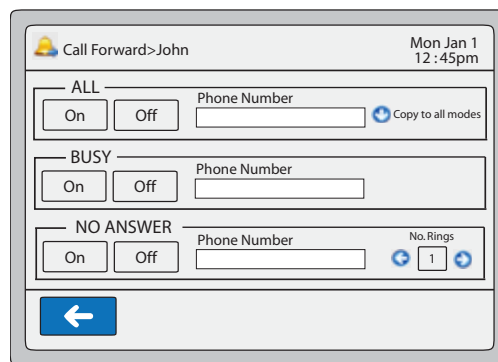 Call Forward>John
Mon Jan 1
12:45pm
ALL
On Off
Phone Number
Copy to all modes
BUSY
On Off
Phone Number
NO ANSWER
On Off
Phone Number
No. Rings
1